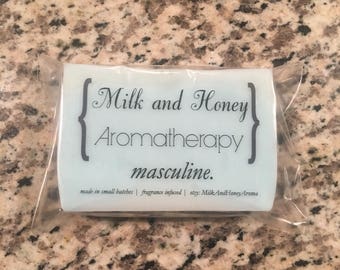 {Milk and Honey
Aromatherapy}
masculine.
made in small batches | fragrance infused | etsy: MilkAndHoneyAroma